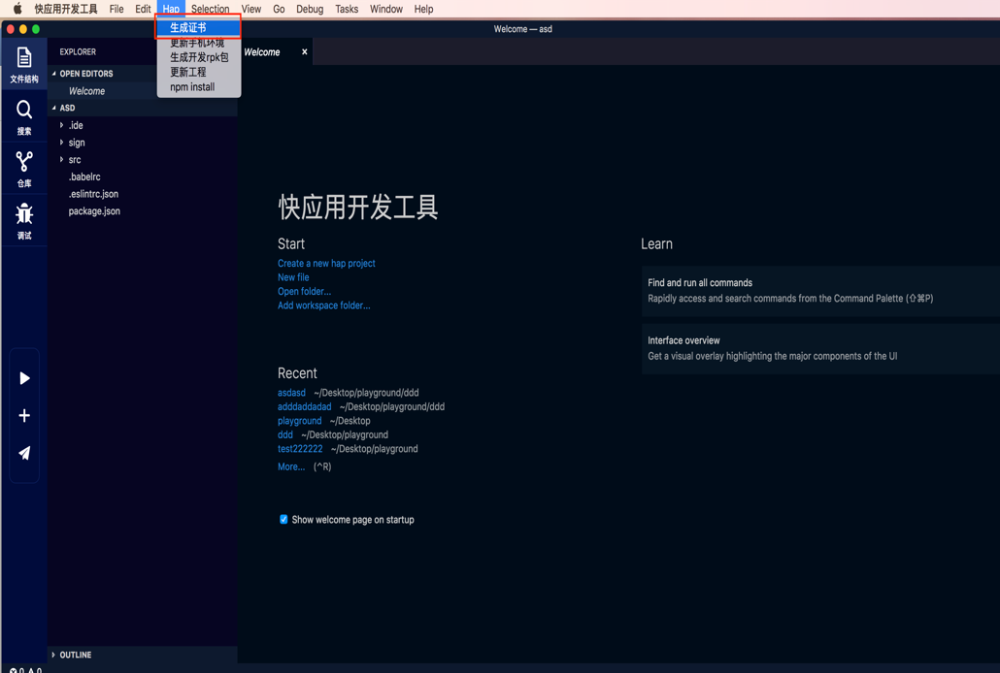 快应用开发工具 File Edit Hap Selection View Go Debug Tasks Window Help
Welcome — asd
生成证书
更新手机环境
生成开发rpk包
更新工程
npm install
文件结构
搜索
仓库
调试
EXPLORER
OPEN EDITORS
Welcome
ASD
.ide
sign
src
.babelrc
.eslintrc.json
package.json
OUTLINE
Welcome ×
快应用开发工具
Start
Create a new hap project
New file
Open folder...
Add workspace folder...
Recent
asdasd ~/Desktop/playground/ddd
adddaddadad ~/Desktop/playground/ddd
playground ~/Desktop
ddd ~/Desktop/playground
test222222 ~/Desktop/playground
More... (^R)
Show welcome page on startup
Learn
Find and run all commands
Rapidly access and search commands from the Command Palette (⇧⌘P)
Interface overview
Get a visual overlay highlighting the major components of the UI
0 0